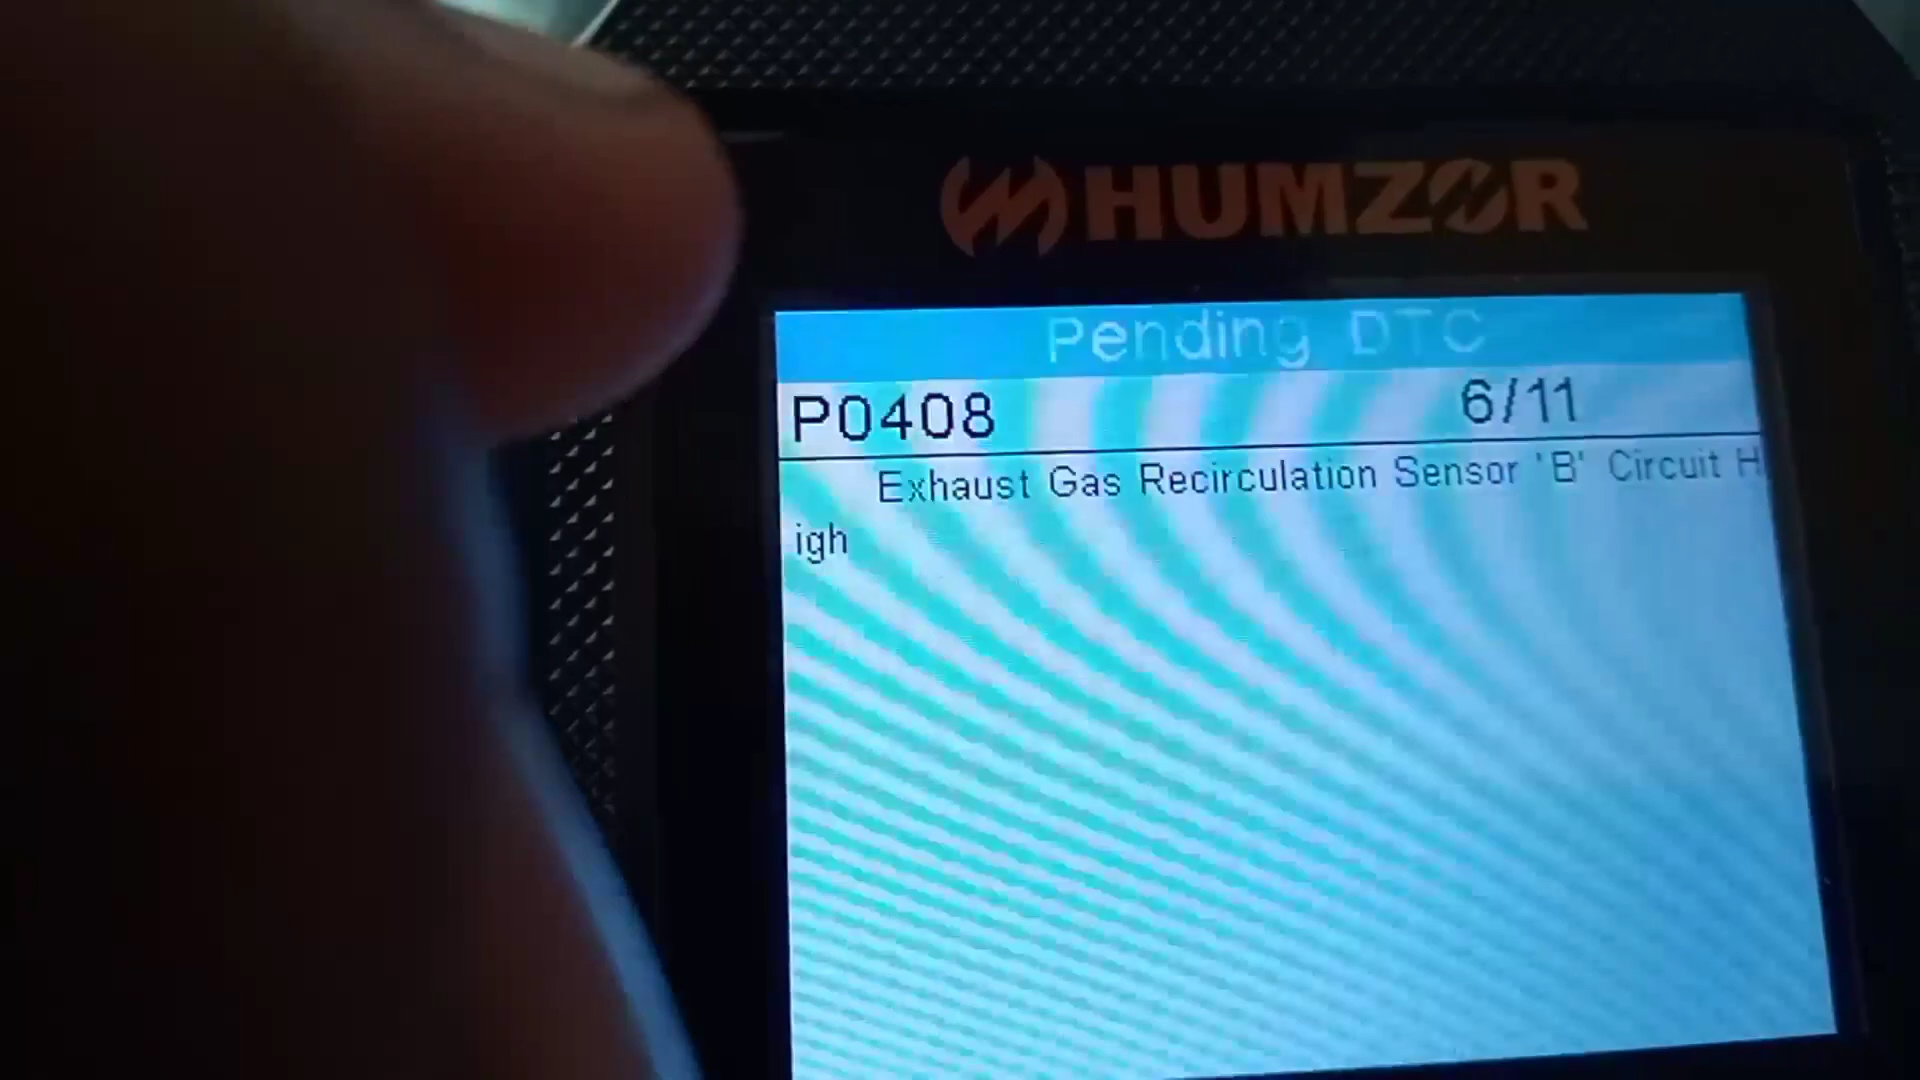 HUMZOR
Pending DTC
P0408 6/11
Exhaust Gas Recirculation Sensor 'B' Circuit H
igh